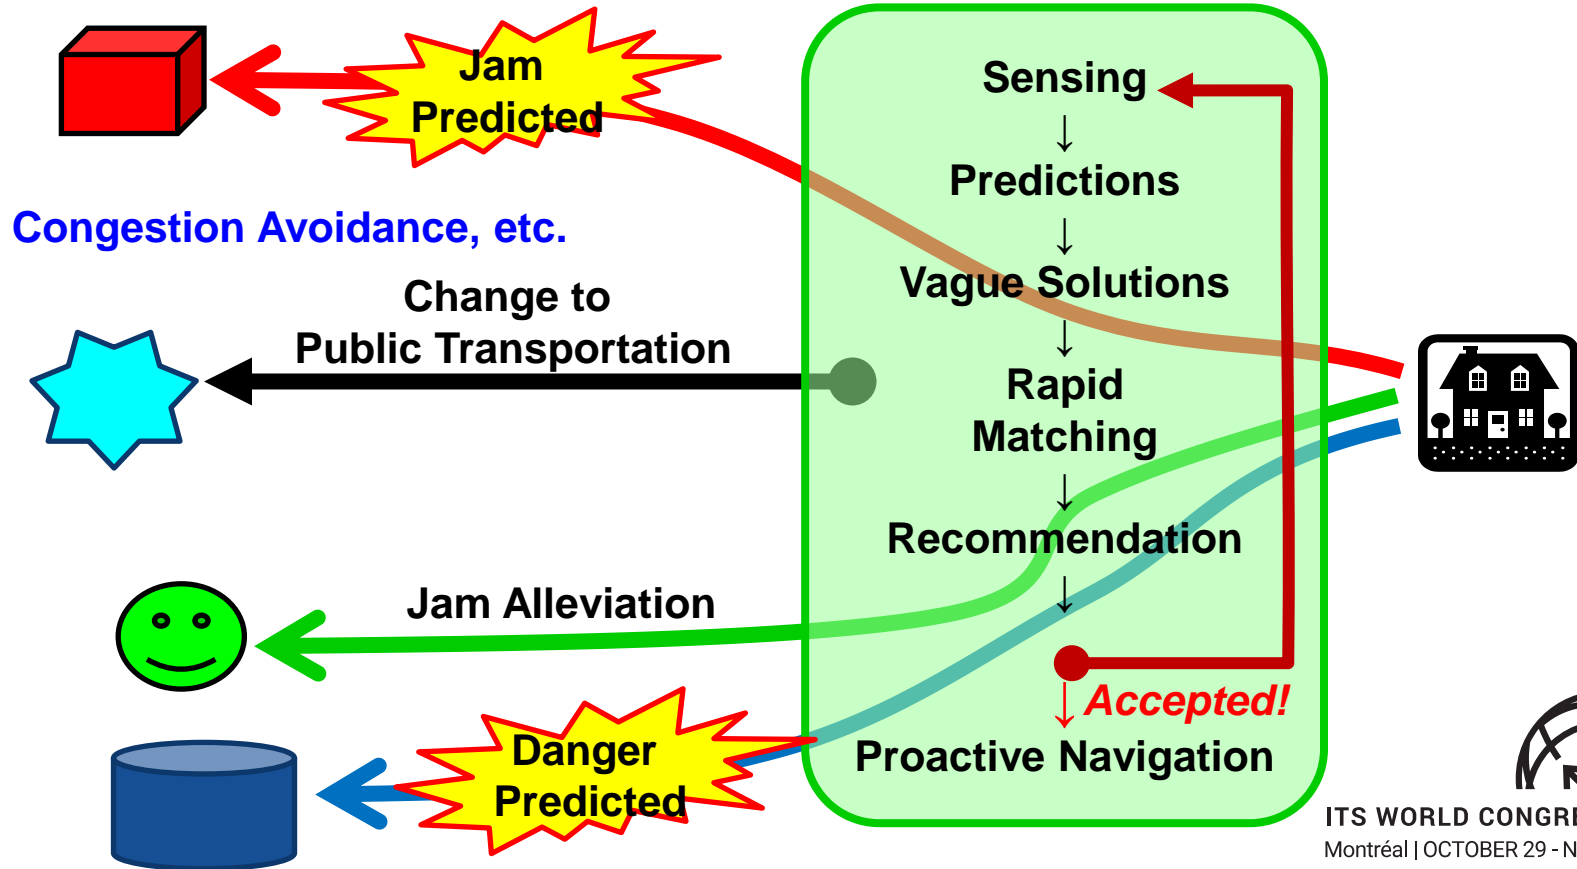 Jam
Predicted
Congestion Avoidance, etc.
Change to
Public Transportation
Jam Alleviation
Danger
Predicted
Sensing
↓
Predictions
↓
Vague Solutions
↓
Rapid
Matching
↓
Recommendation
↓
↓ Accepted!
Proactive Navigation
ITS WORLD CONGRE
Montréal | OCTOBER 29 - N